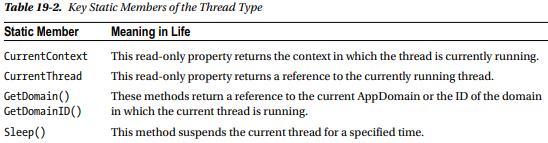 Table 19-2. Key Static Members of the Thread Type
Static Member Meaning in Life
CurrentContext This read-only property returns the context in which the thread is currently running.
CurrentThread This read-only property returns a reference to the currently running thread.
GetDomain() These methods return a reference to the current AppDomain or the ID of the domain
GetDomainID() in which the current thread is running.
Sleep() This method suspends the current thread for a specified time.